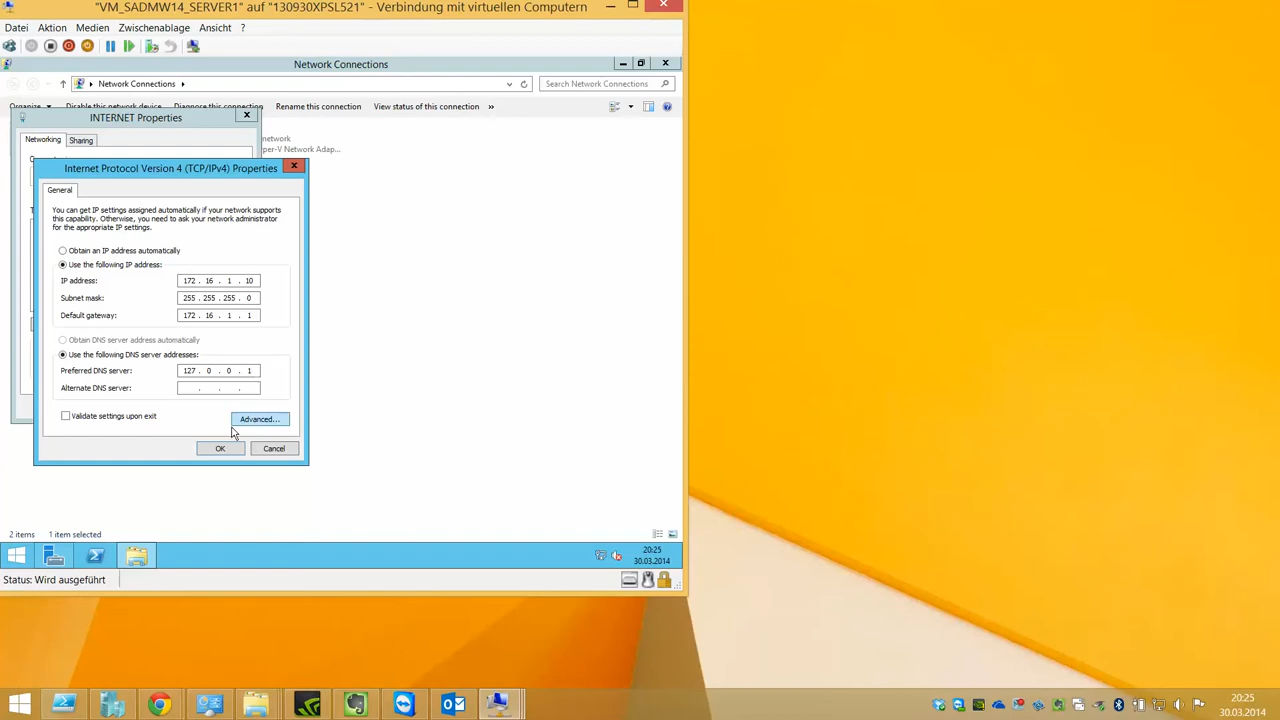 "VM_SADMW14_SERVER1" auf "130930XPSL521" - Verbindung mit virtuellen Computern
Datei Aktion Medien Zwischenablage Ansicht ?
Network Connections
Network Connections
Search Network Connections
Organize Disable this network device Diagnose this connection Rename this connection View status of this connection »
INTERNET Properties
Networking Sharing
network
per-V Network Adap...
Internet Protocol Version 4 (TCP/IPv4) Properties
General
You can get IP settings assigned automatically if your network supports
this capability. Otherwise, you need to ask your network administrator
for the appropriate IP settings.
Obtain an IP address automatically
Use the following IP address:
IP address: 172 . 16 . 1 . 10
Subnet mask: 255 . 255 . 255 . 0
Default gateway: 172 . 16 . 1 . 1
Obtain DNS server address automatically
Use the following DNS server addresses:
Preferred DNS server: 127 . 0 . 0 . 1
Alternate DNS server: . . .
Validate settings upon exit
Advanced...
OK Cancel
2 items 1 item selected
20:25
30.03.2014
Status: Wird ausgeführt
20:25
30.03.2014